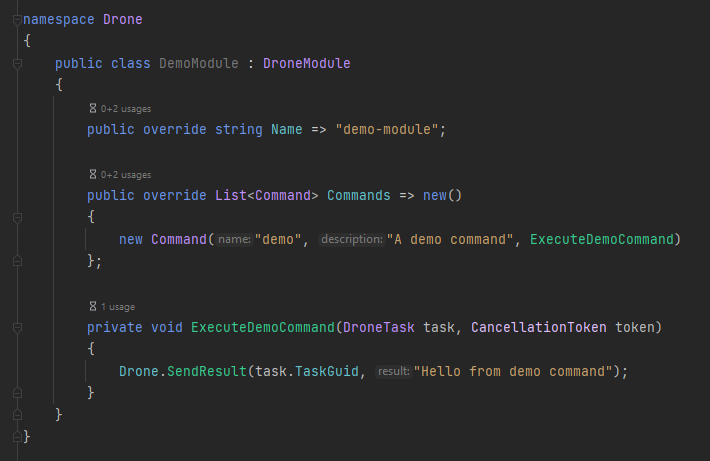 namespace Drone
{
public class DemoModule : DroneModule
{
0+2 usages
public override string Name => "demo-module";
0+2 usages
public override List<Command> Commands => new()
{
new Command(name:"demo", description:"A demo command", ExecuteDemoCommand)
};
1 usage
private void ExecuteDemoCommand(DroneTask task, CancellationToken token)
{
Drone.SendResult(task.TaskGuid, result:"Hello from demo command");
}
}
}